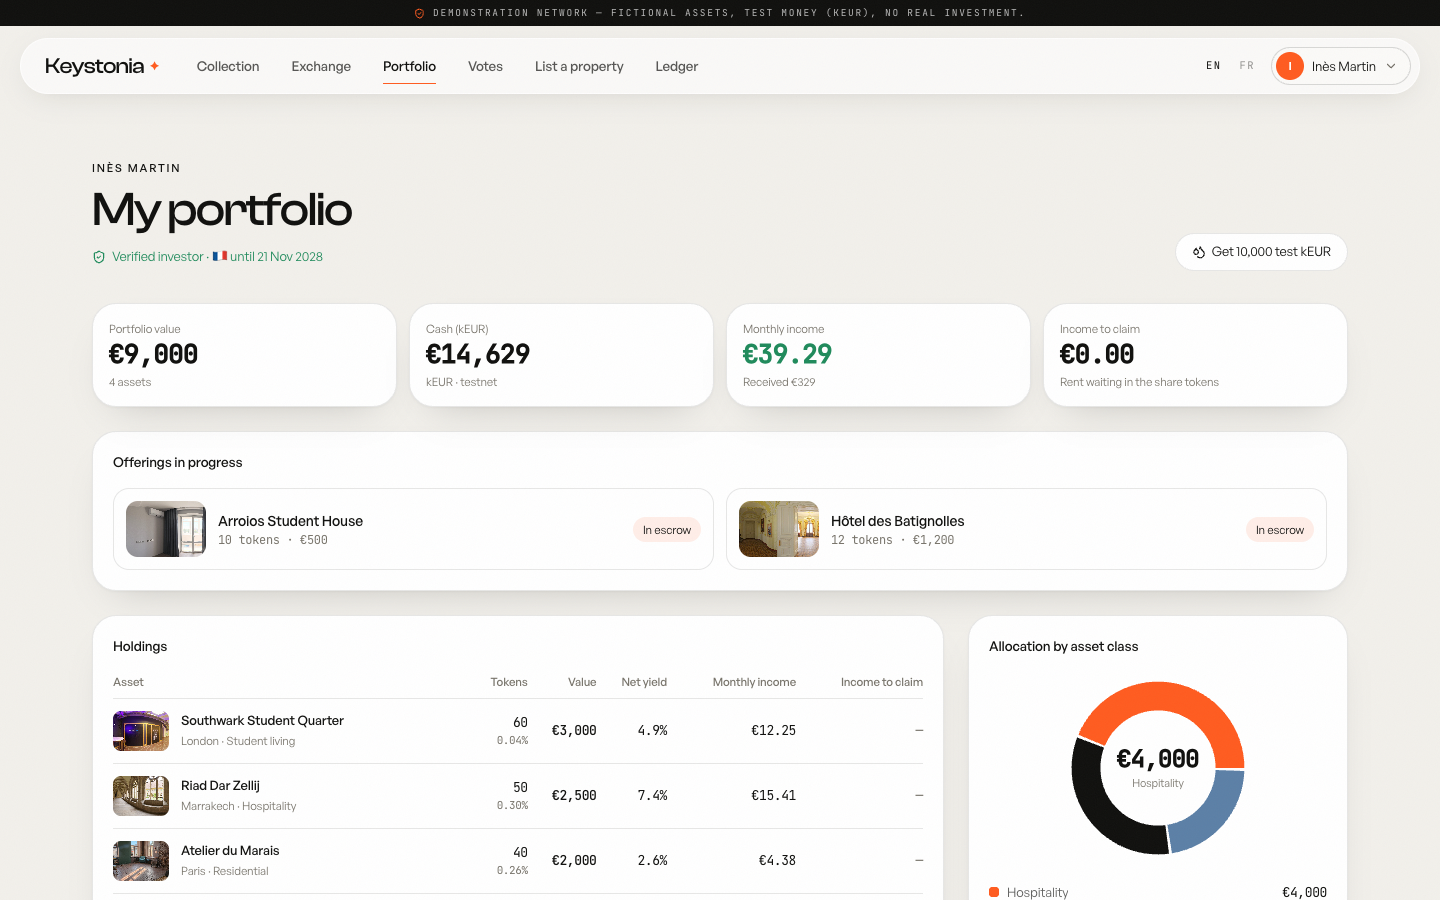 DEMONSTRATION NETWORK — FICTIONAL ASSETS, TEST MONEY (KEUR), NO REAL INVESTMENT.
Keystonia
Collection
Exchange
Portfolio
Votes
List a property
Ledger
EN
FR
I
Inès Martin
INÈS MARTIN
My portfolio
Verified investor · 🇫🇷 until 21 Nov 2028
Get 10,000 test kEUR
Portfolio value
€9,000
4 assets
Cash (kEUR)
€14,629
kEUR · testnet
Monthly income
€39.29
Received €329
Income to claim
€0.00
Rent waiting in the share tokens
Offerings in progress
Arroios Student House
10 tokens · €500
In escrow
Hôtel des Batignolles
12 tokens · €1,200
In escrow
Holdings
Asset Tokens Value Net yield Monthly income Income to claim
Southwark Student Quarter
London · Student living
60
0.04%
€3,000
4.9%
€12.25
—
Riad Dar Zellij
Marrakech · Hospitality
50
0.30%
€2,500
7.4%
€15.41
—
Atelier du Marais
Paris · Residential
40
0.26%
€2,000
2.6%
€4.38
—
Allocation by asset class
€4,000
Hospitality
Hospitality €4,000